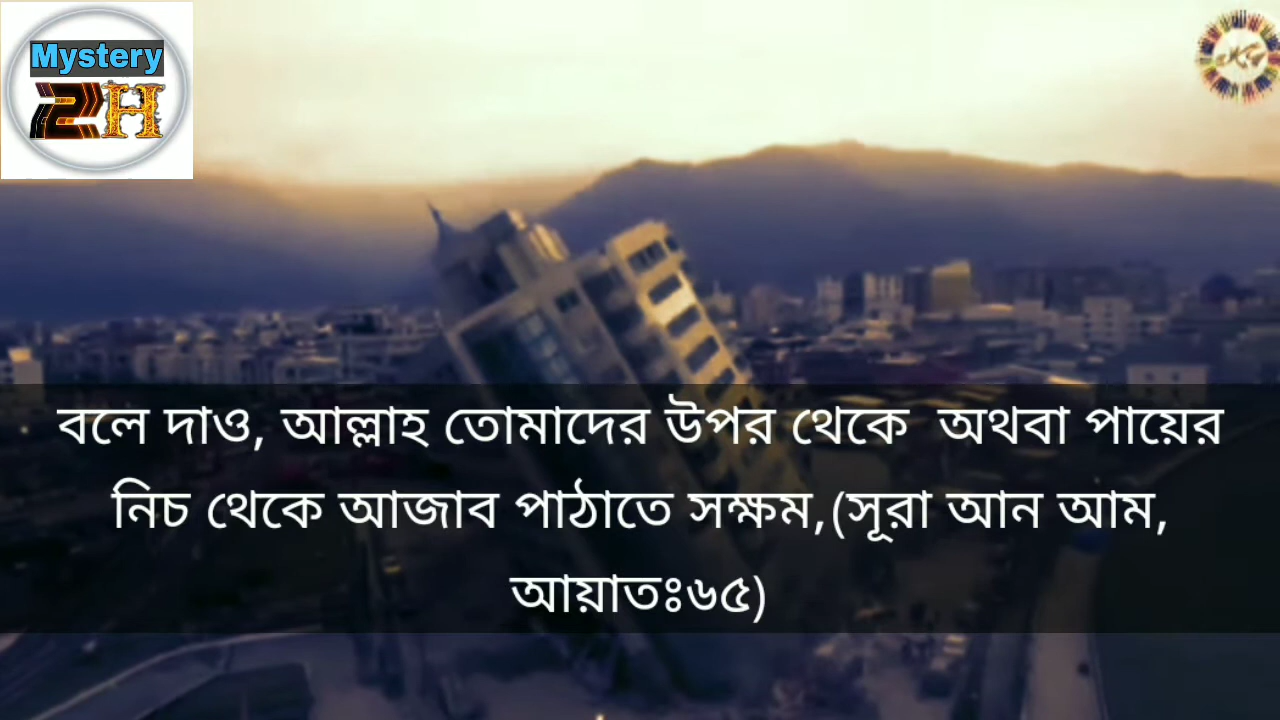 Mystery
2H
বলে দাও, আল্লাহ তোমাদের উপর থেকে  অথবা পায়ের
নিচ থেকে আজাব পাঠাতে সক্ষম,(সূরা আন আম,
আয়াতঃ৬৫)